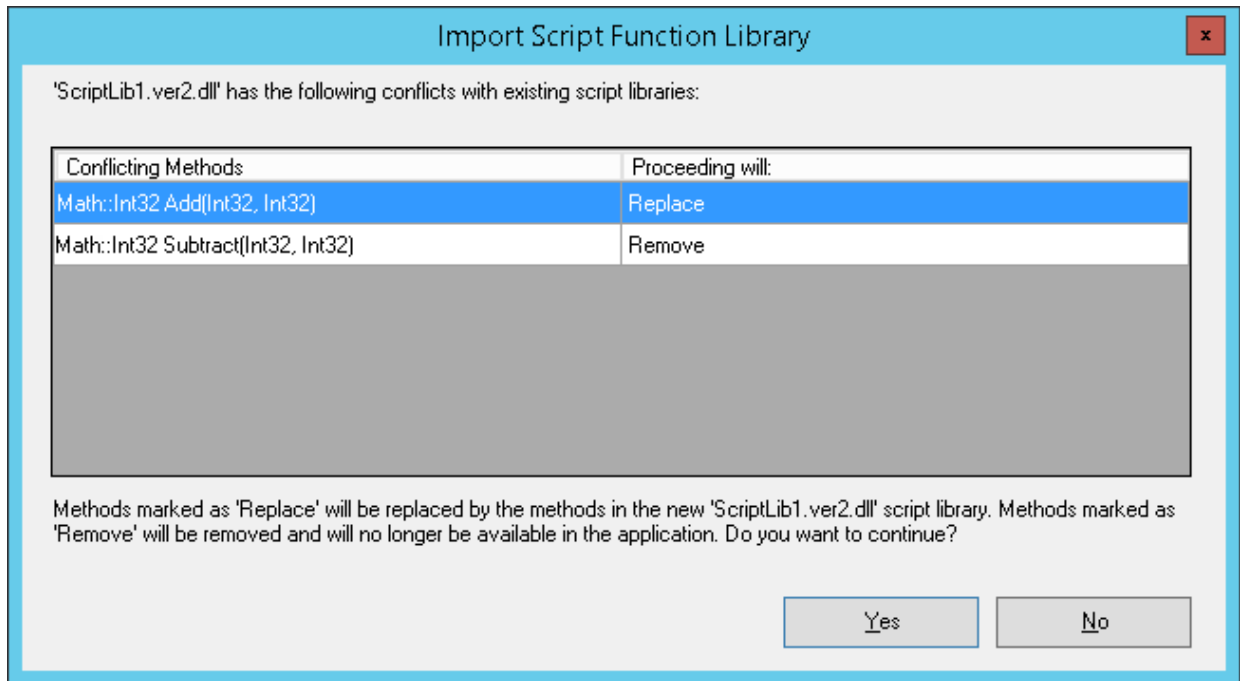 Import Script Function Library
x
'ScriptLib1.ver2.dll' has the following conflicts with existing script libraries:
Conflicting Methods Proceeding will:
Math::Int32 Add(Int32, Int32) Replace
Math::Int32 Subtract(Int32, Int32) Remove
Methods marked as 'Replace' will be replaced by the methods in the new 'ScriptLib1.ver2.dll' script library. Methods marked as
'Remove' will be removed and will no longer be available in the application. Do you want to continue?
Yes No